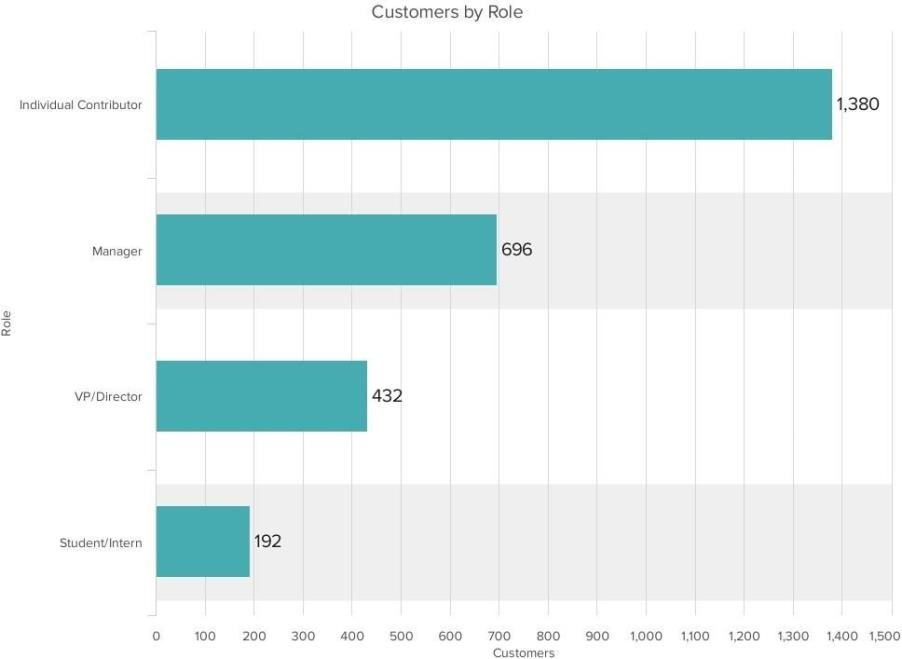 Customers by Role
Individual Contributor
1,380
Manager
696
Role
VP/Director
432
Student/Intern
192
0 100 200 300 400 500 600 700 800 900 1,000 1,100 1,200 1,300 1,400 1,500
Customers